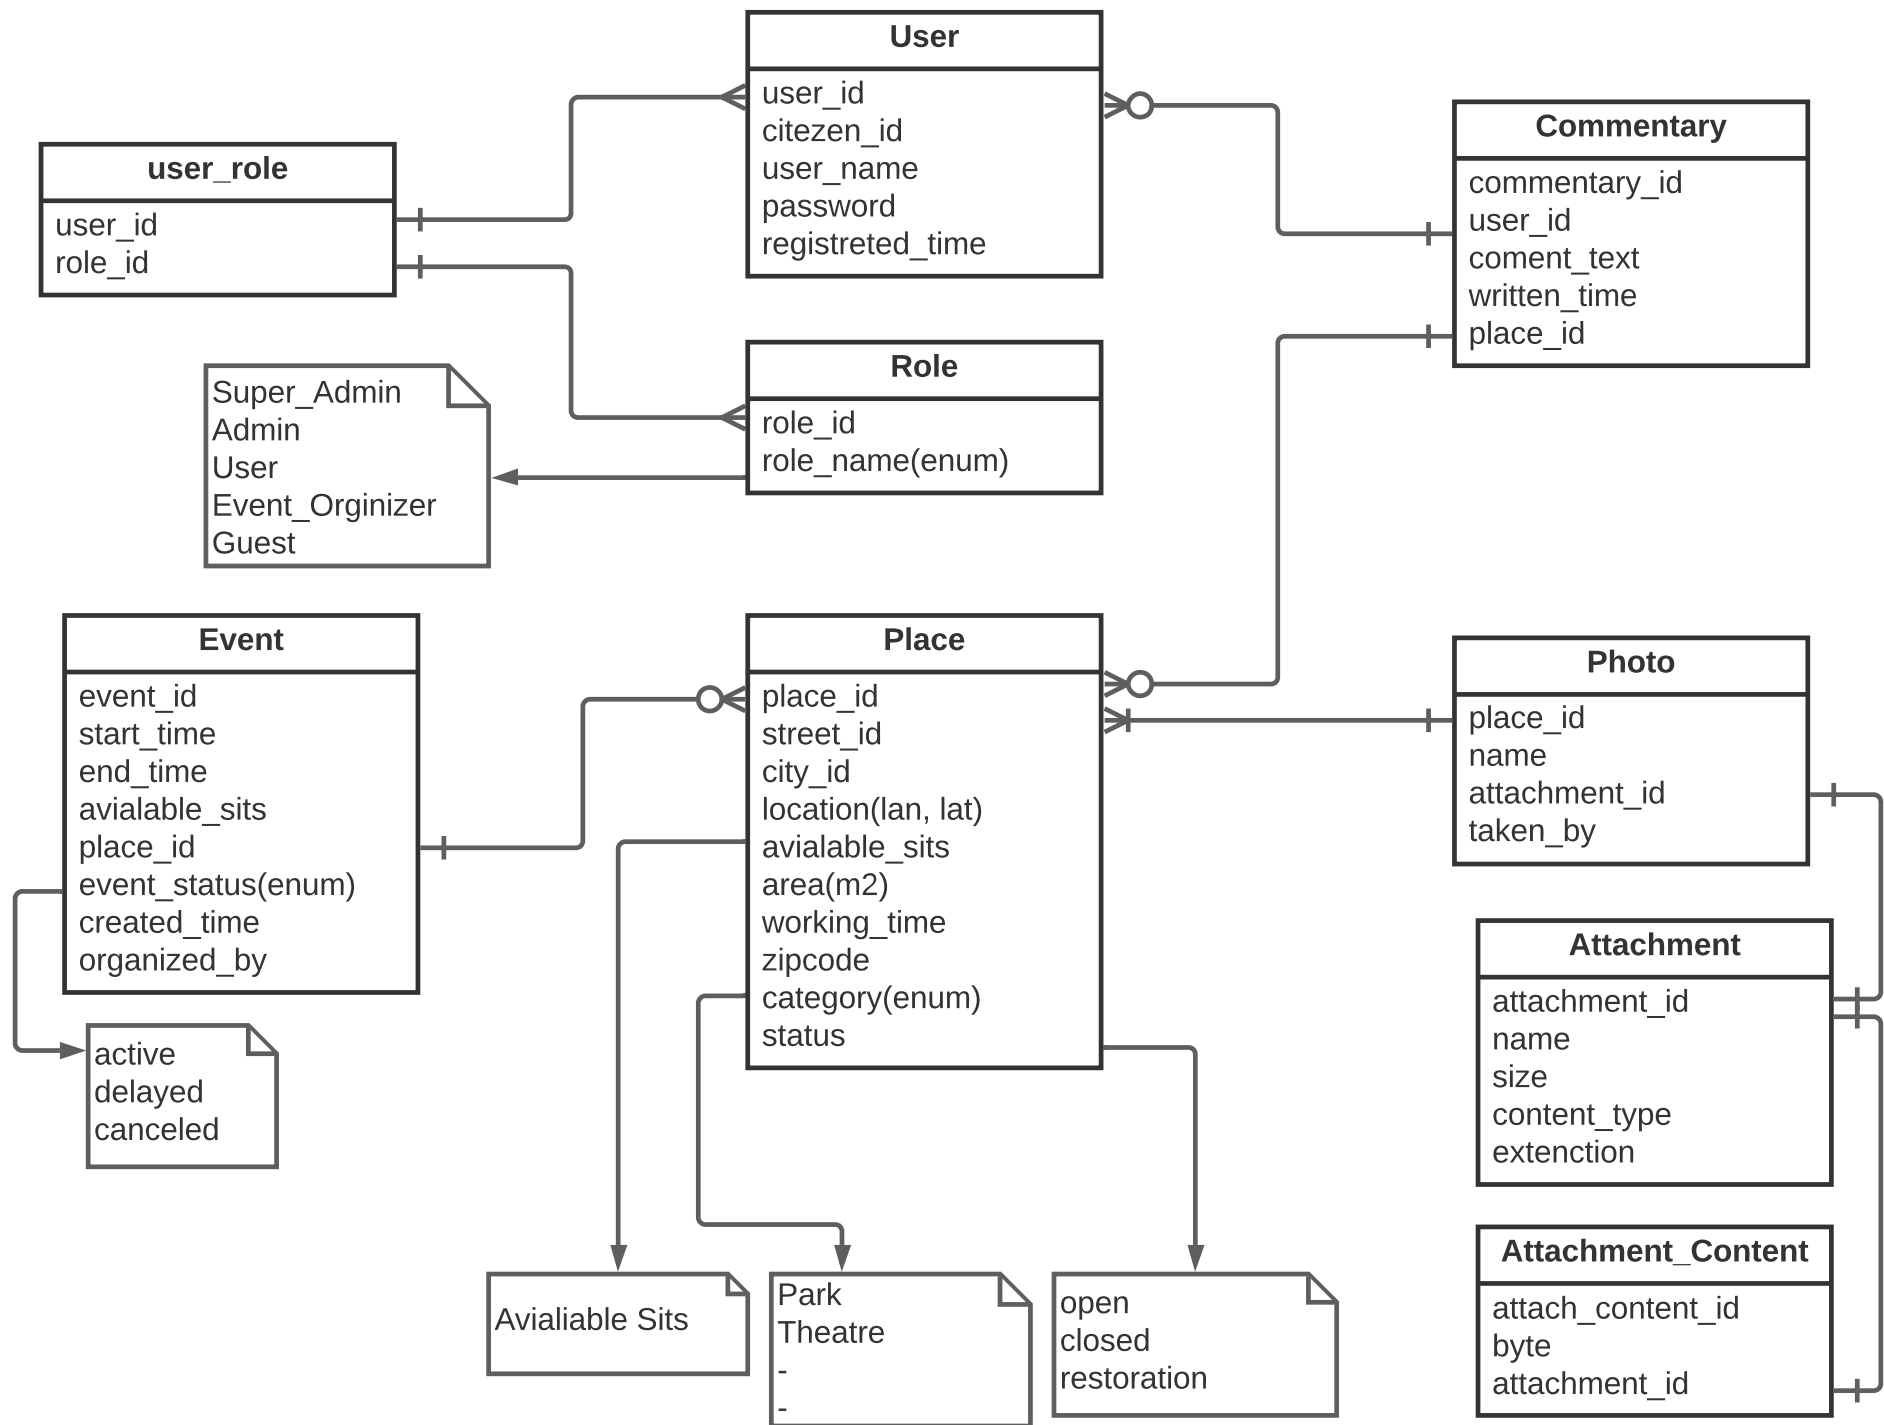 User
user_id
citezen_id
user_name
password
registreted_time
user_role
user_id
role_id
Commentary
commentary_id
user_id
coment_text
written_time
place_id
Role
role_id
role_name(enum)
Super_Admin
Admin
User
Event_Orginizer
Guest
Event
event_id
start_time
end_time
avialable_sits
place_id
event_status(enum)
created_time
organized_by
Place
place_id
street_id
city_id
location(lan, lat)
avialable_sits
area(m2)
working_time
zipcode
category(enum)
status
Photo
place_id
name
attachment_id
taken_by
Attachment
attachment_id
name
size
content_type
extenction
active
delayed
canceled
Attachment_Content
attach_content_id
byte
attachment_id
Avialiable Sits
Park
Theatre
-
-
open
closed
restoration